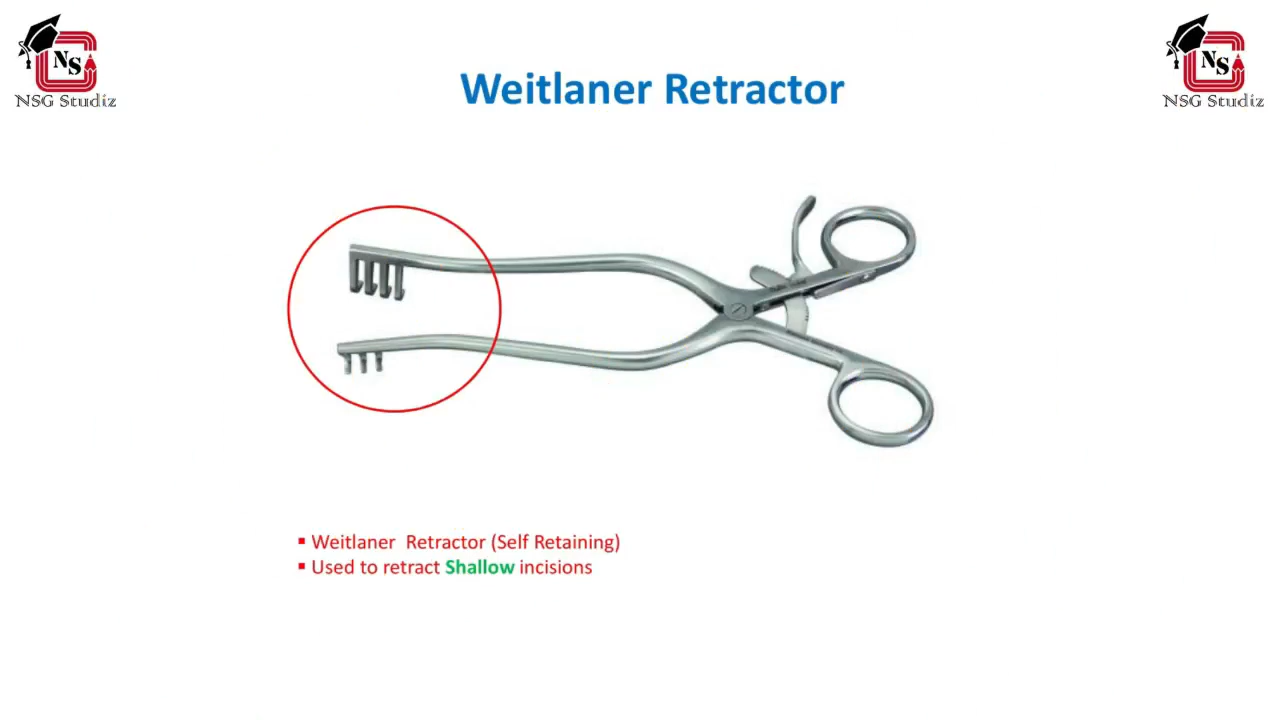 NS
NSG Studiz
NS
NSG Studiz
Weitlaner Retractor
▪ Weitlaner Retractor (Self Retaining)
▪ Used to retract Shallow incisions